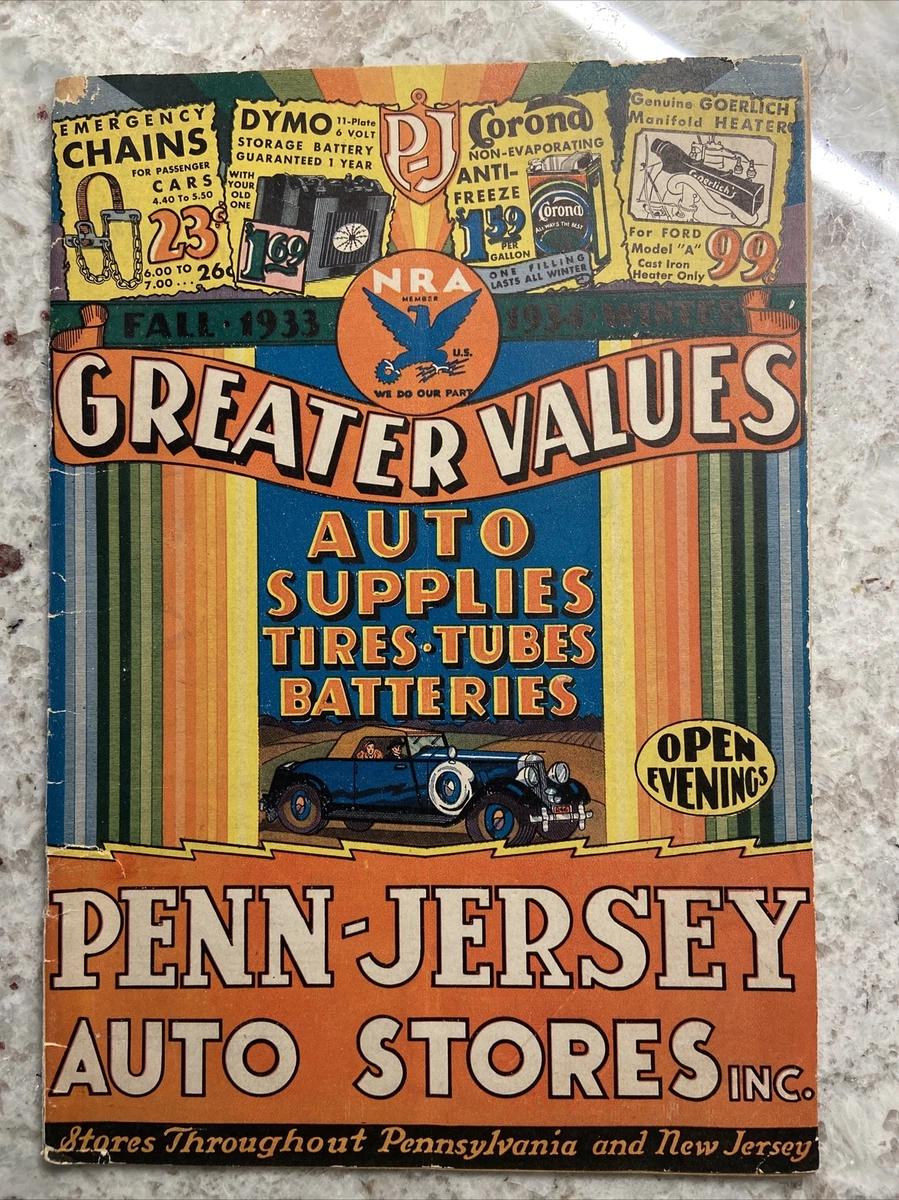 EMERGENCY
CHAINS
FOR PASSENGER
CARS
4.40 To 5.50
23¢
6.00 TO
7.00 ... 26¢
DYMO 11-Plate
6 VOLT
STORAGE BATTERY
GUARANTEED 1 YEAR
WITH
YOUR
OLD
ONE
$1.69
P-J
Corona
NON-EVAPORATING
ANTI-
FREEZE
$1.59
PER
GALLON
Corona
ALWAYS THE BEST
ONE FILLING
LASTS ALL WINTER
Genuine GOERLICH
Manifold HEATER
Goerlich's
For FORD
Model "A"
Cast Iron
Heater Only
99¢
FALL · 1933
NRA
MEMBER
U.S.
WE DO OUR PART
1934 · WINTER
GREATER VALUES
AUTO
SUPPLIES
TIRES · TUBES
BATTERIES
OPEN
EVENINGS
PENN-JERSEY
AUTO STORES INC.
Stores Throughout Pennsylvania and New Jersey